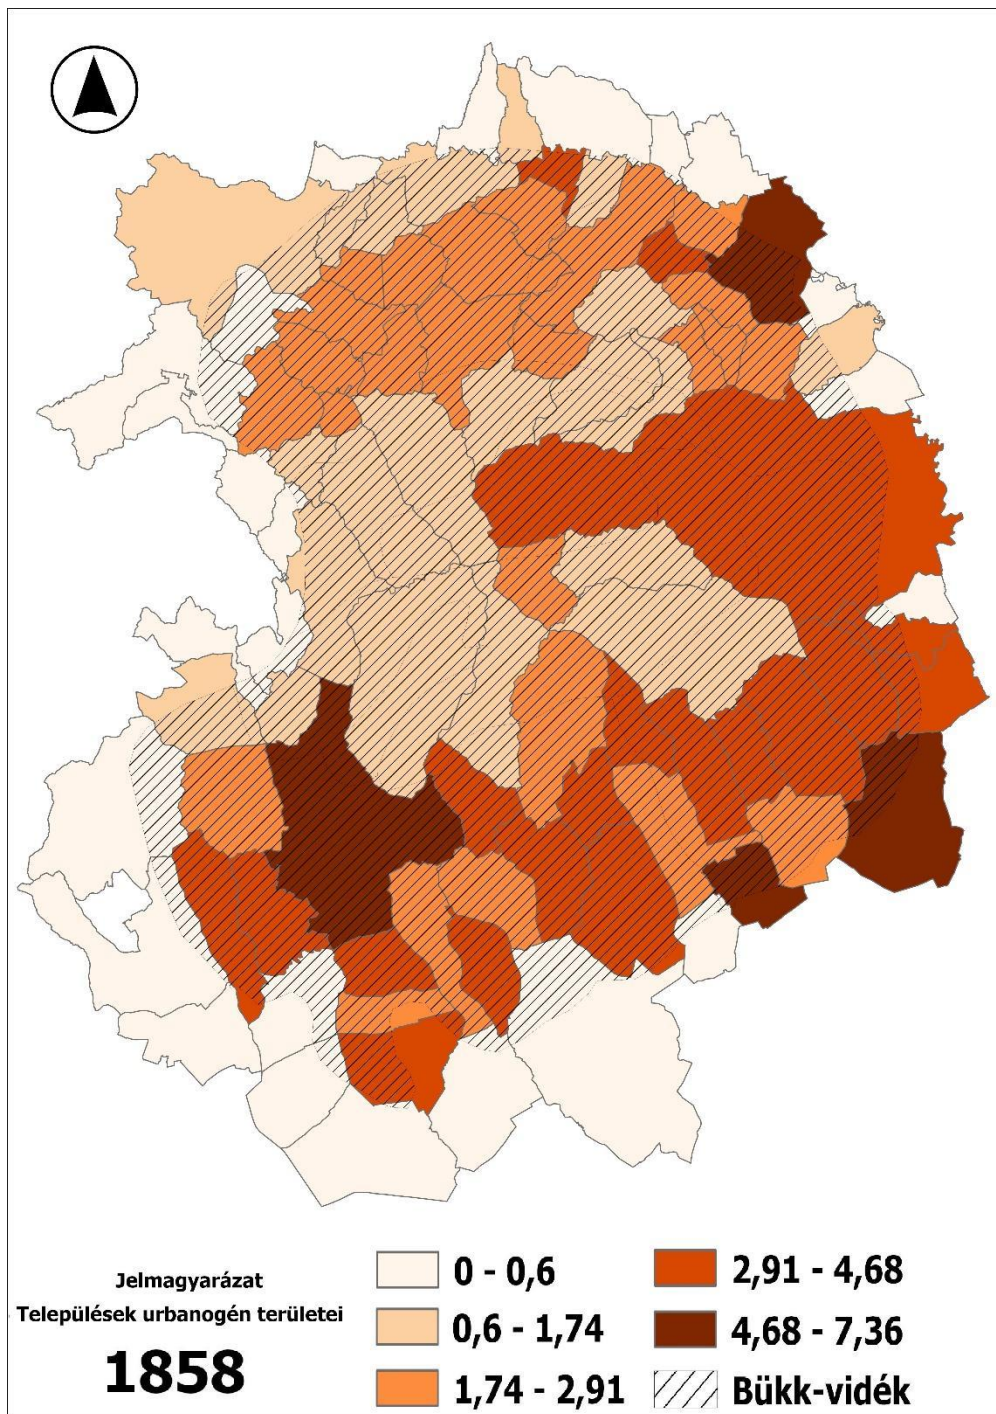 Jelmagyarázat
Települések urbanogén területei
1858
0 - 0,6
0,6 - 1,74
1,74 - 2,91
2,91 - 4,68
4,68 - 7,36
Bükk-vidék